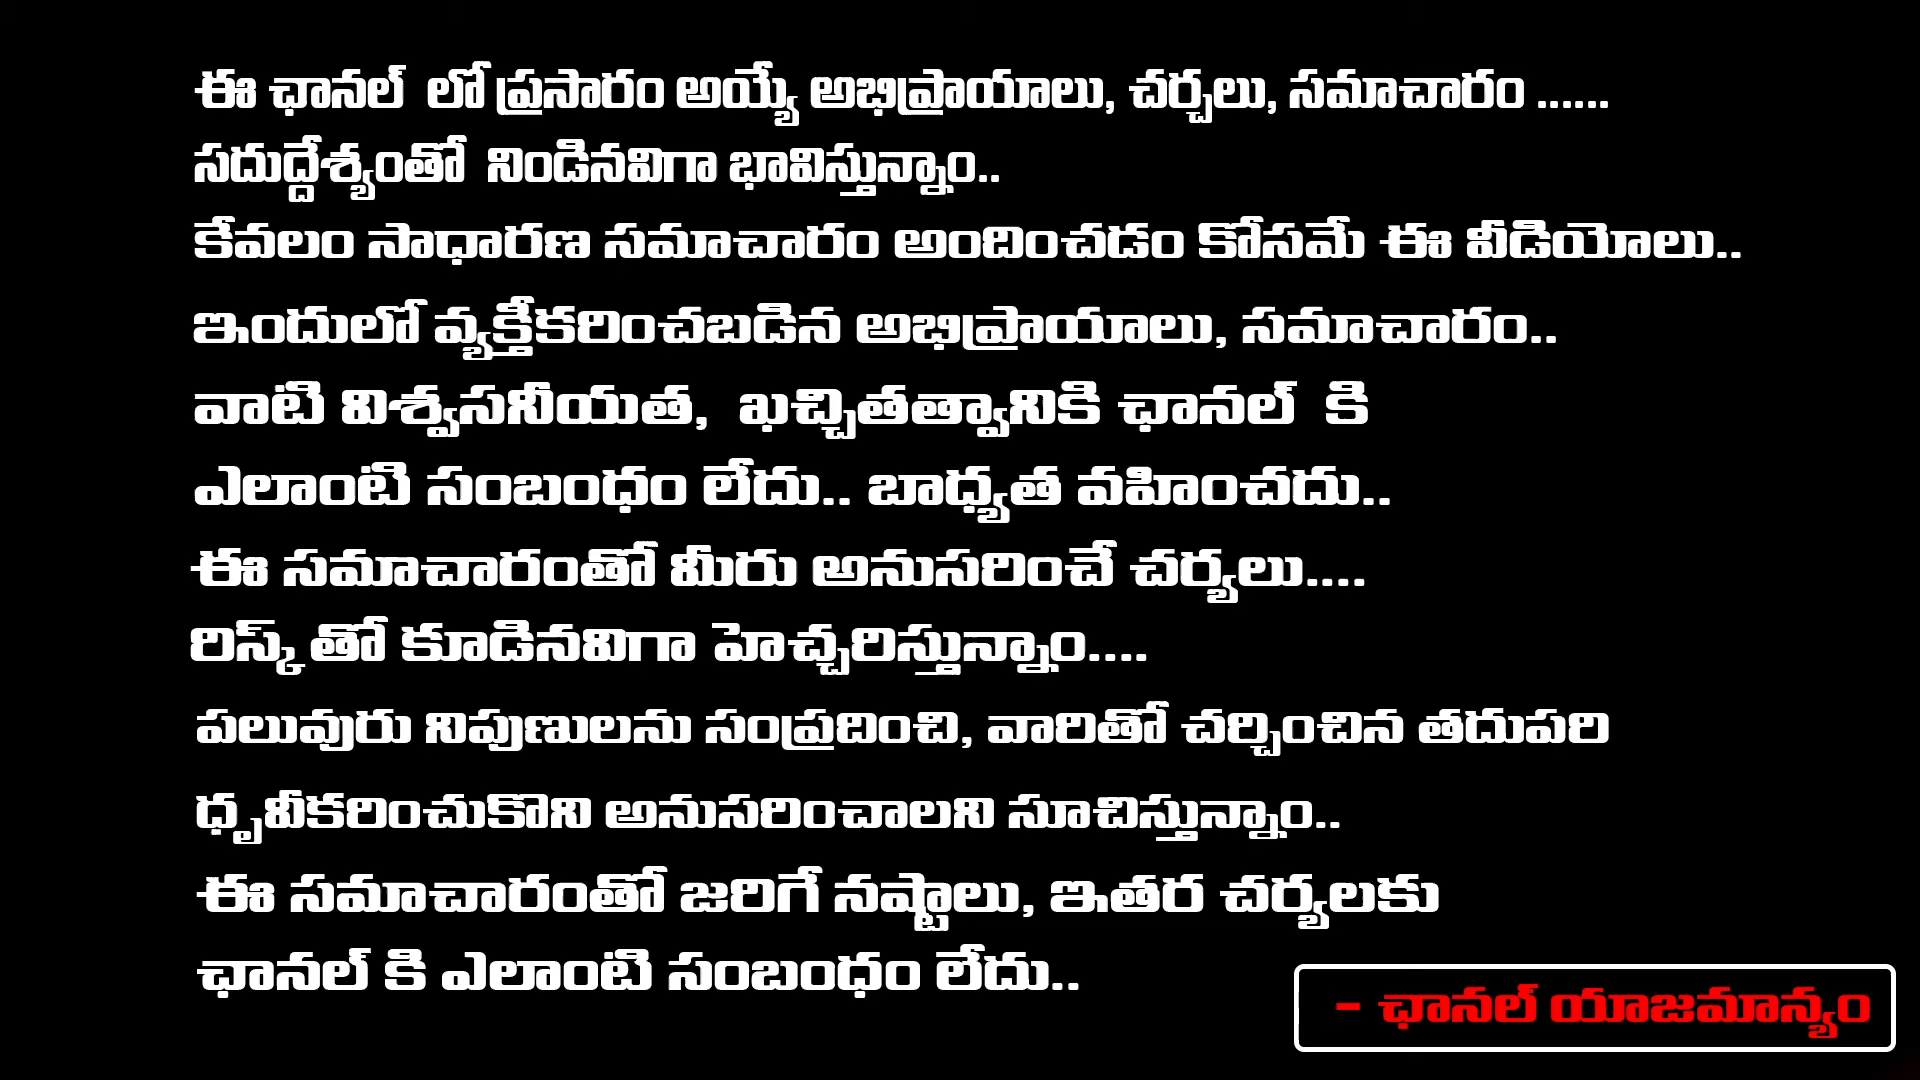 ఈ ఛానల్ లో ప్రసారం అయ్యే అభిప్రాయాలు, చర్చలు, సమాచారం ......
సదుద్దేశ్యంతో నిండినవిగా భావిస్తున్నాం..
కేవలం సాధారణ సమాచారం అందించడం కోసమే ఈ వీడియోలు..
ఇందులో వ్యక్తీకరించబడిన అభిప్రాయాలు, సమాచారం..
వాటి విశ్వసనీయత, ఖచ్చితత్వానికి ఛానల్ కి
ఎలాంటి సంబంధం లేదు.. బాధ్యత వహించదు..
ఈ సమాచారంతో మీరు అనుసరించే చర్యలు....
రిస్క్ తో కూడినవిగా హెచ్చరిస్తున్నాం....
పలువురు నిపుణులను సంప్రదించి, వారితో చర్చించిన తదుపరి
ధృవీకరించుకొని అనుసరించాలని సూచిస్తున్నాం..
ఈ సమాచారంతో జరిగే నష్టాలు, ఇతర చర్యలకు
ఛానల్ కి ఎలాంటి సంబంధం లేదు..
- ఛానల్ యాజమాన్యం